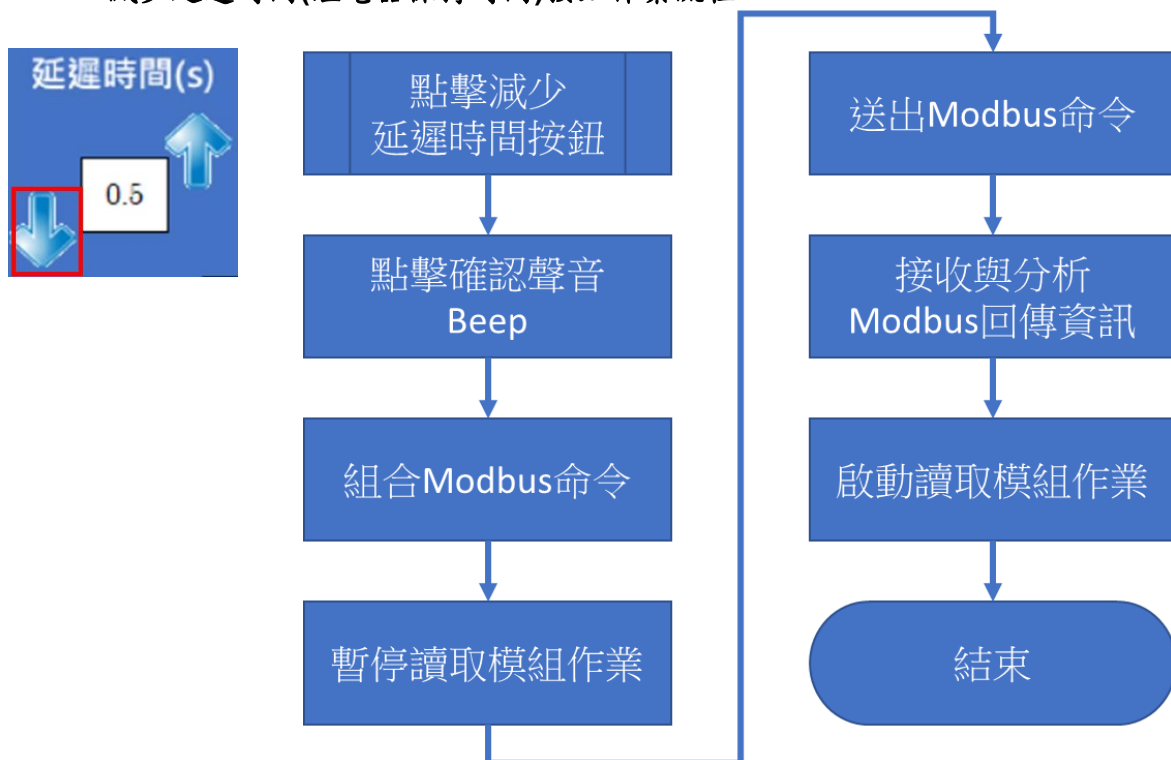 延遲時間(s)
0.5
點擊減少
延遲時間按鈕
點擊確認聲音
Beep
組合Modbus命令
暫停讀取模組作業
送出Modbus命令
接收與分析
Modbus回傳資訊
啟動讀取模組作業
結束